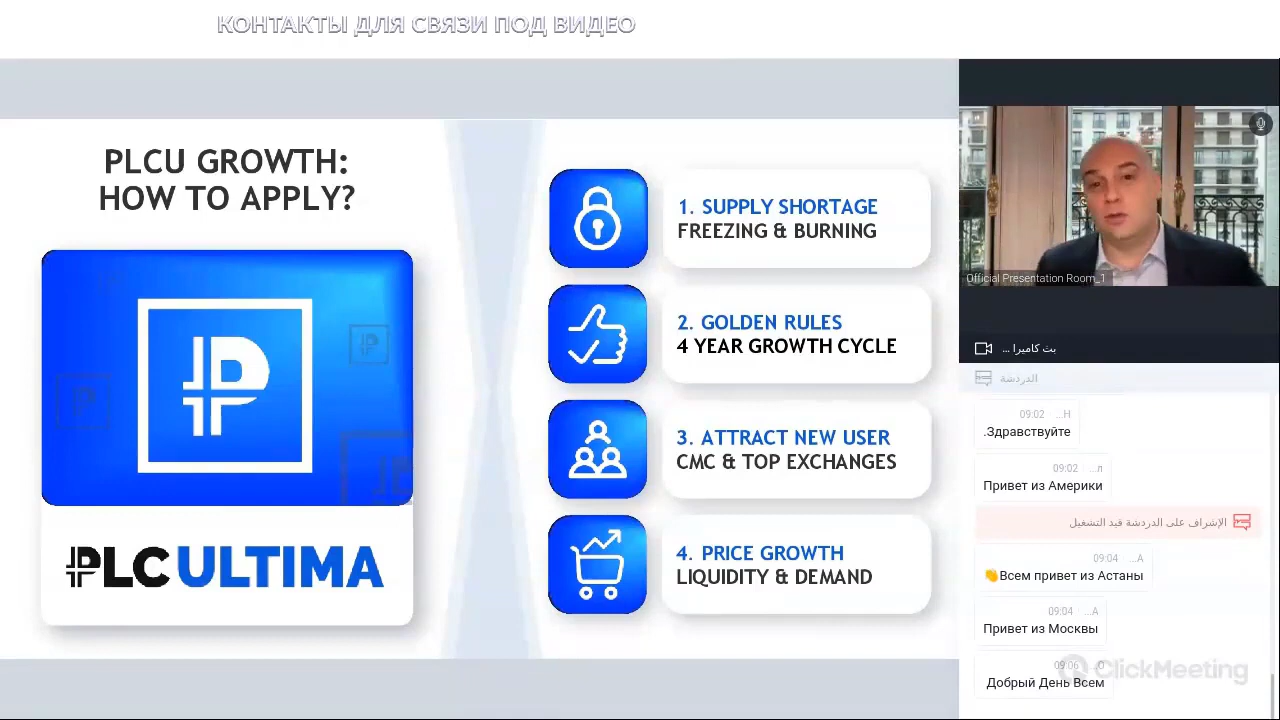 КОНТАКТЫ ДЛЯ СВЯЗИ ПОД ВИДЕО
PLCU GROWTH:
HOW TO APPLY?
PLC ULTIMA
1. SUPPLY SHORTAGE
FREEZING & BURNING
2. GOLDEN RULES
4 YEAR GROWTH CYCLE
3. ATTRACT NEW USER
CMC & TOP EXCHANGES
4. PRICE GROWTH
LIQUIDITY & DEMAND
Official Presentation Room_1
بث كاميرا ...
الدردشة
09:02 H...
Здравствуйте.
09:02 л...
Привет из Америки
الإشراف على الدردشة قيد التشغيل
09:04 A...
👋Всем привет из Астаны
09:04 A...
Привет из Москвы
09:06 O...
Добрый День Всем
ClickMeeting